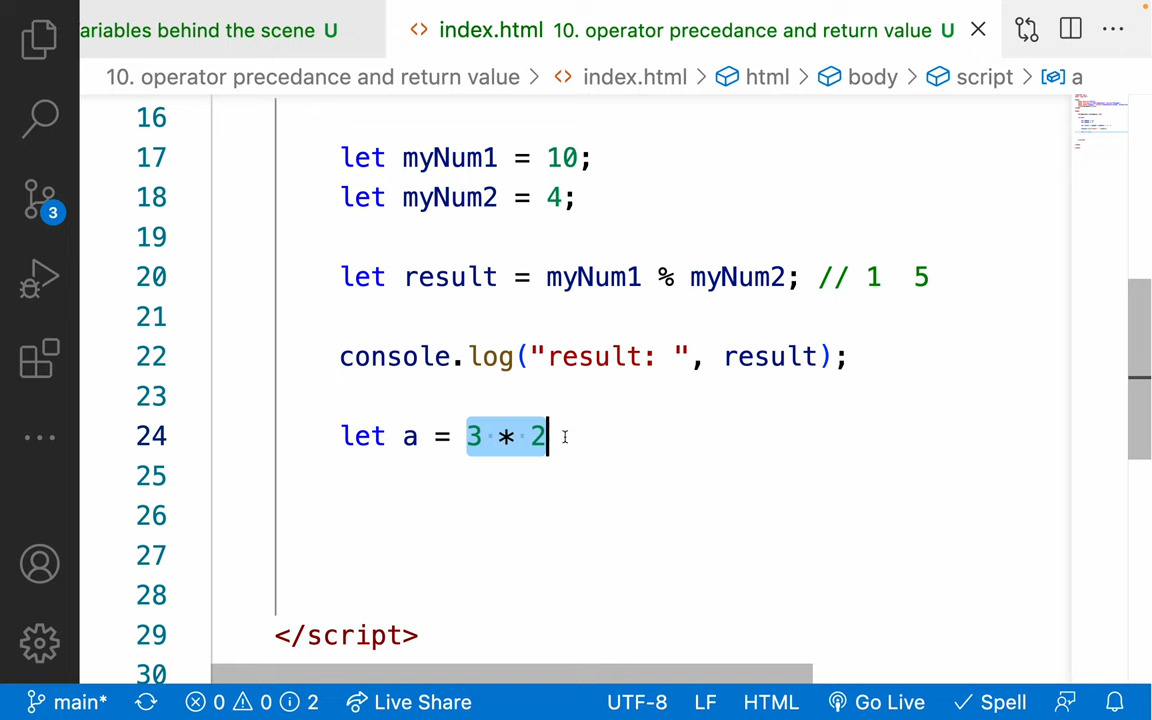 ariables behind the scene U
<> index.html 10. operator precedance and return value U
10. operator precedance and return value > <> index.html > html > body > script > a
16
17 let myNum1 = 10;
18 let myNum2 = 4;
19
20 let result = myNum1 % myNum2; // 1 5
21
22 console.log("result: ", result);
23
24 let a = 3 * 2
25
26
27
28
29 </script>
30
3
main* 0 0 2 Live Share UTF-8 LF HTML Go Live Spell